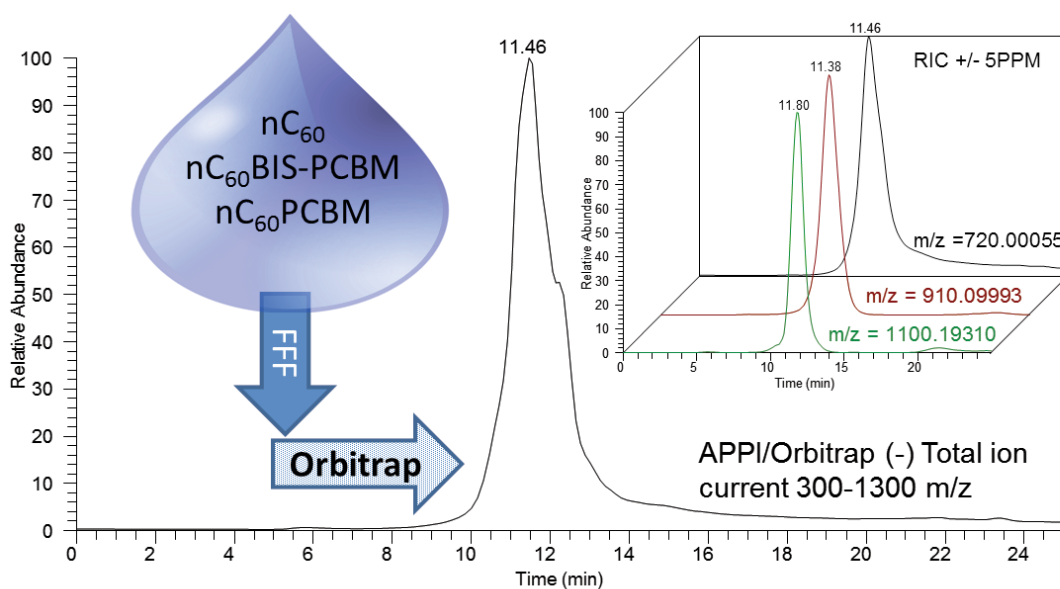 11.46
100
90
80
70
60
50
40
30
20
10
0
Relative Abundance
0 2 4 6 8 10 12 14 16 18 20 22 24
Time (min)
nC₆₀
nC₆₀BIS-PCBM
nC₆₀PCBM
FFF
Orbitrap
APPI/Orbitrap (-) Total ion
current 300-1300 m/z
11.46
RIC +/- 5PPM
11.38
11.80
100
90
80
70
60
50
40
30
20
10
0
Relative Abundance
m/z =720.00055
m/z = 910.09993
m/z = 1100.19310
0 5 10 15 20
Time (min)